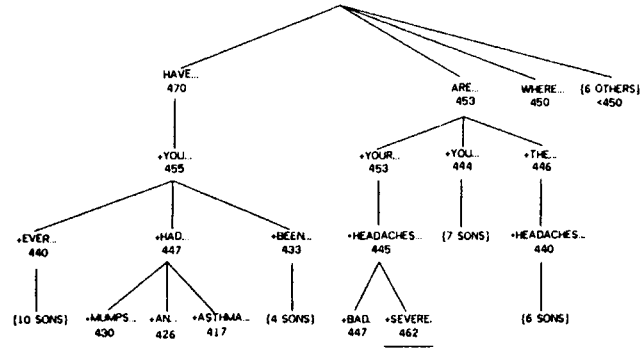 HAVE... ARE... WHERE... {6 OTHERS}
470 453 450 <450
+YOU... +YOUR... +YOU... +THE...
455 453 444 446
+EVER... +HAD... +BEEN... +HEADACHES... {7 SONS} +HEADACHES...
440 447 433 445 440
{10 SONS} +MUMPS... +AN... +ASTHMA... {4 SONS} +BAD. +SEVERE. {6 SONS}
430 426 417 447 462